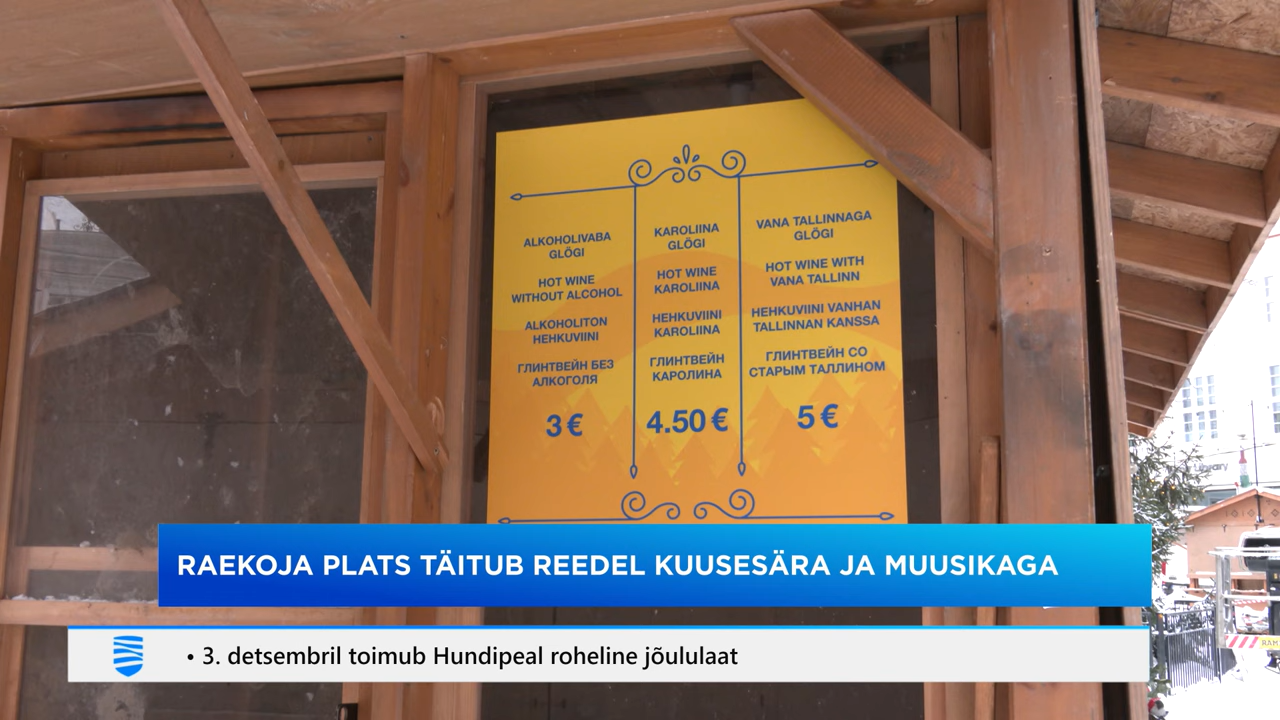 ALKOHOLIVABA
GLÖGI
HOT WINE
WITHOUT ALCOHOL
ALKOHOLITON
HEHKUVIINI
ГЛИНТВЕЙН БЕЗ
АЛКОГОЛЯ
3 €
KAROLIINA
GLÖGI
HOT WINE
KAROLIINA
HEHKUVIINI
KAROLIINA
ГЛИНТВЕЙН
КАРОЛИНА
4.50 €
VANA TALLINNAGA
GLÖGI
HOT WINE WITH
VANA TALLINN
HEHKUVIINI VANHAN
TALLINNAN KANSSA
ГЛИНТВЕЙН СО
СТАРЫМ ТАЛЛИНОМ
5 €
Library
RAEKOJA PLATS TÄITUB REEDEL KUUSESÄRA JA MUUSIKAGA
• 3. detsembril toimub Hundipeal roheline jõululaat